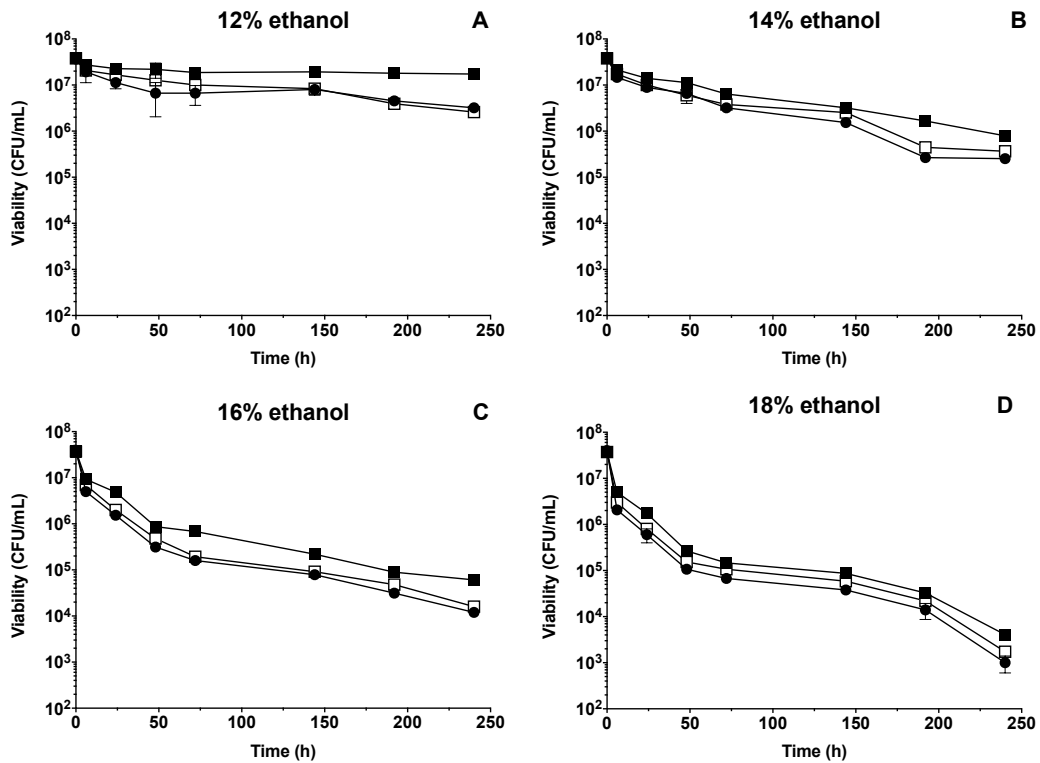 12% ethanol A
Viability (CFU/mL)
10⁸
10⁷
10⁶
10⁵
10⁴
10³
10²
0 50 100 150 200 250
Time (h)
14% ethanol B
Viability (CFU/mL)
10⁸
10⁷
10⁶
10⁵
10⁴
10³
10²
0 50 100 150 200 250
Time (h)
16% ethanol C
Viability (CFU/mL)
10⁸
10⁷
10⁶
10⁵
10⁴
10³
10²
0 50 100 150 200 250
Time (h)
18% ethanol D
Viability (CFU/mL)
10⁸
10⁷
10⁶
10⁵
10⁴
10³
10²
0 50 100 150 200 250
Time (h)